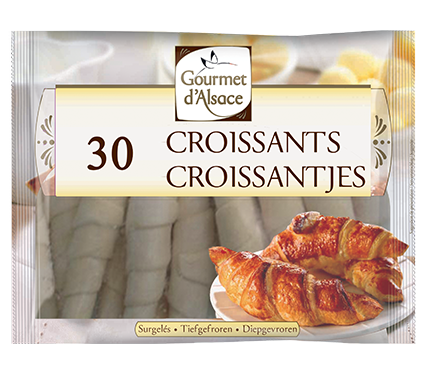 Gourmet
d'Alsace
30
CROISSANTS
CROISSANTJES
Surgelés • Tiefgefroren • Diepgevroren